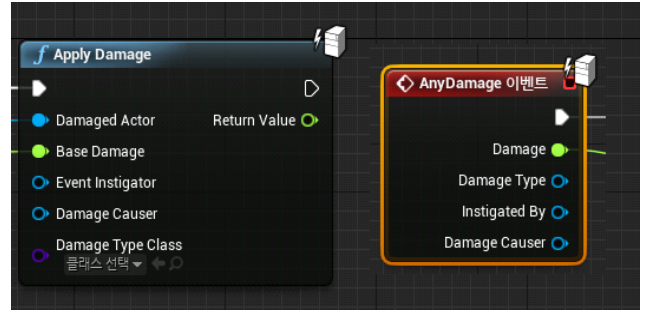 Apply Damage
Damaged Actor
Return Value
Base Damage
Event Instigator
Damage Causer
Damage Type Class
클래스 선택
AnyDamage 이벤트
Damage
Damage Type
Instigated By
Damage Causer